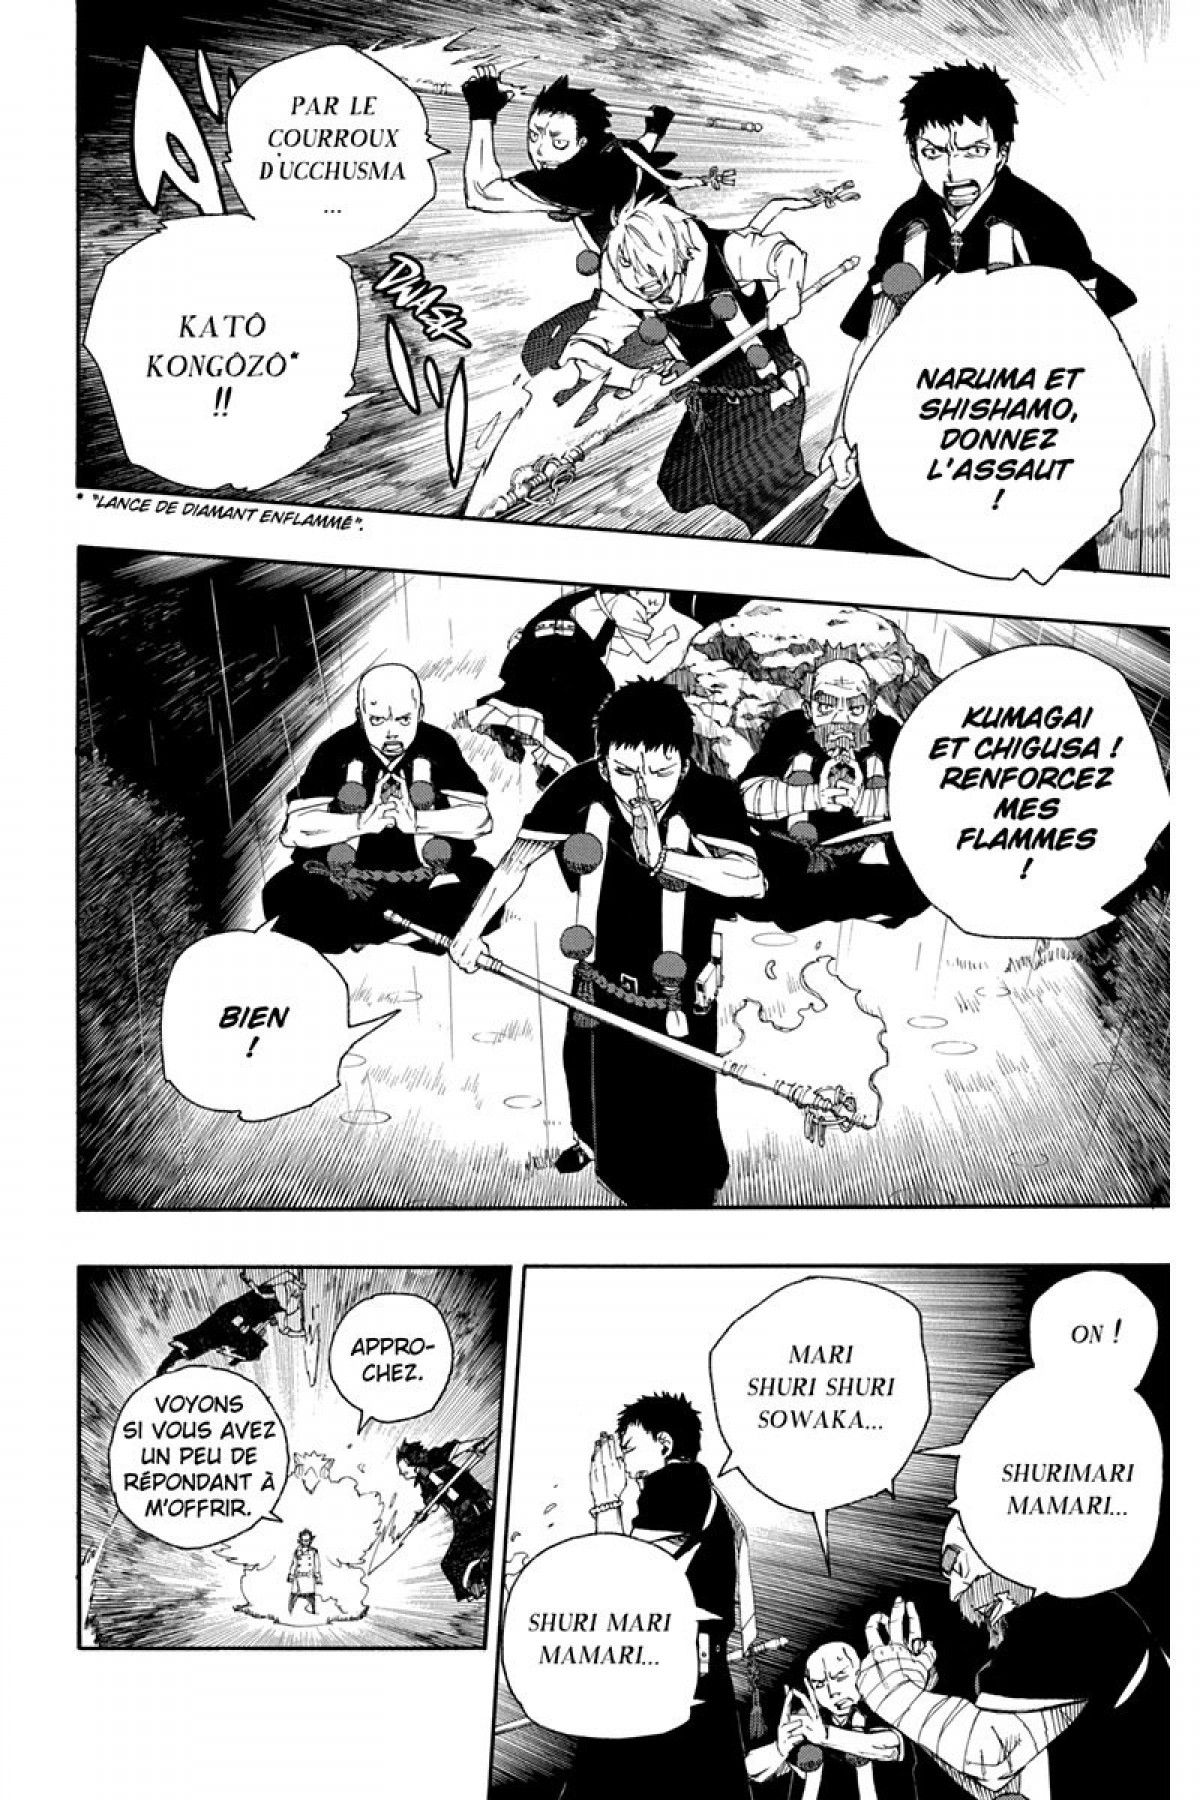 NARUMA ET
SHISHAMO,
DONNEZ
L'ASSAUT
!
PAR LE
COURROUX
D'UCCHUSMA
...
DWASH
KATÔ
KONGÔZÔ*
!!
* "LANCE DE DIAMANT ENFLAMMÉ".
KUMAGAI
ET CHIGUSA !
RENFORCEZ
MES
FLAMMES
!
BIEN
!
ON !
SHURIMARI
MAMARI...
MARI
SHURI SHURI
SOWAKA...
SHURI MARI
MAMARI...
APPRO-
CHEZ.
VOYONS
SI VOUS AVEZ
UN PEU DE
RÉPONDANT À
M'OFFRIR.